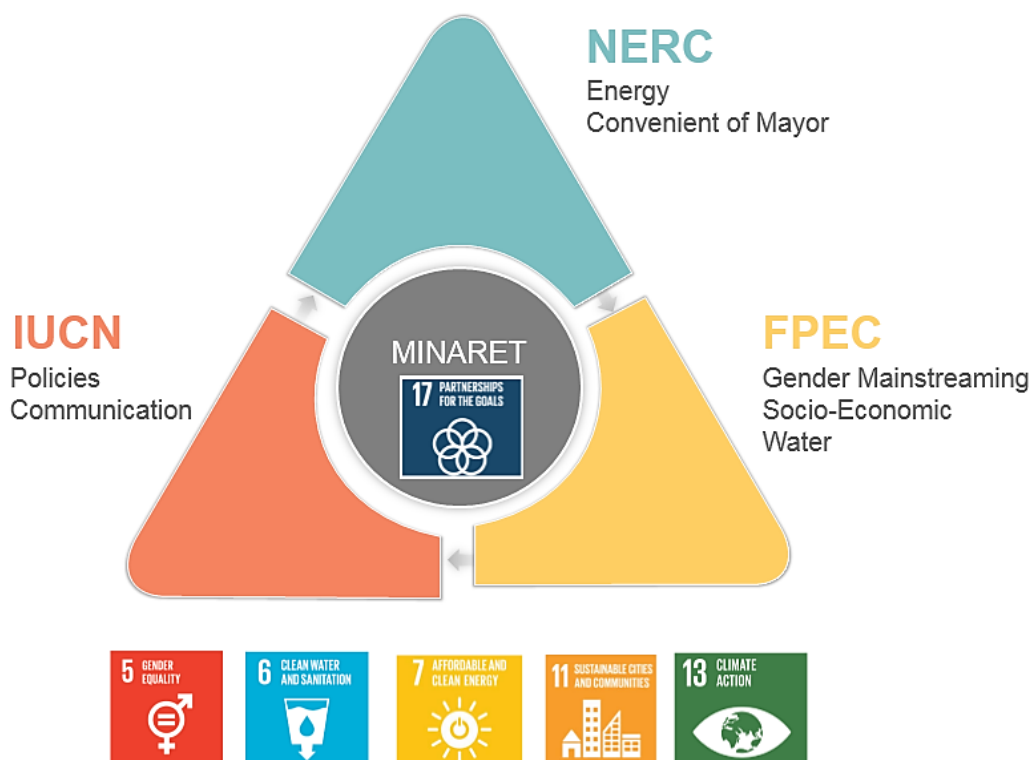 NERC
Energy
Convenient of Mayor
IUCN
Policies
Communication
MINARET
17 PARTNERSHIPS
FOR THE GOALS
FPEC
Gender Mainstreaming
Socio-Economic
Water
5 GENDER
EQUALITY
6 CLEAN WATER
AND SANITATION
7 AFFORDABLE AND
CLEAN ENERGY
11 SUSTAINABLE CITIES
AND COMMUNITIES
13 CLIMATE
ACTION